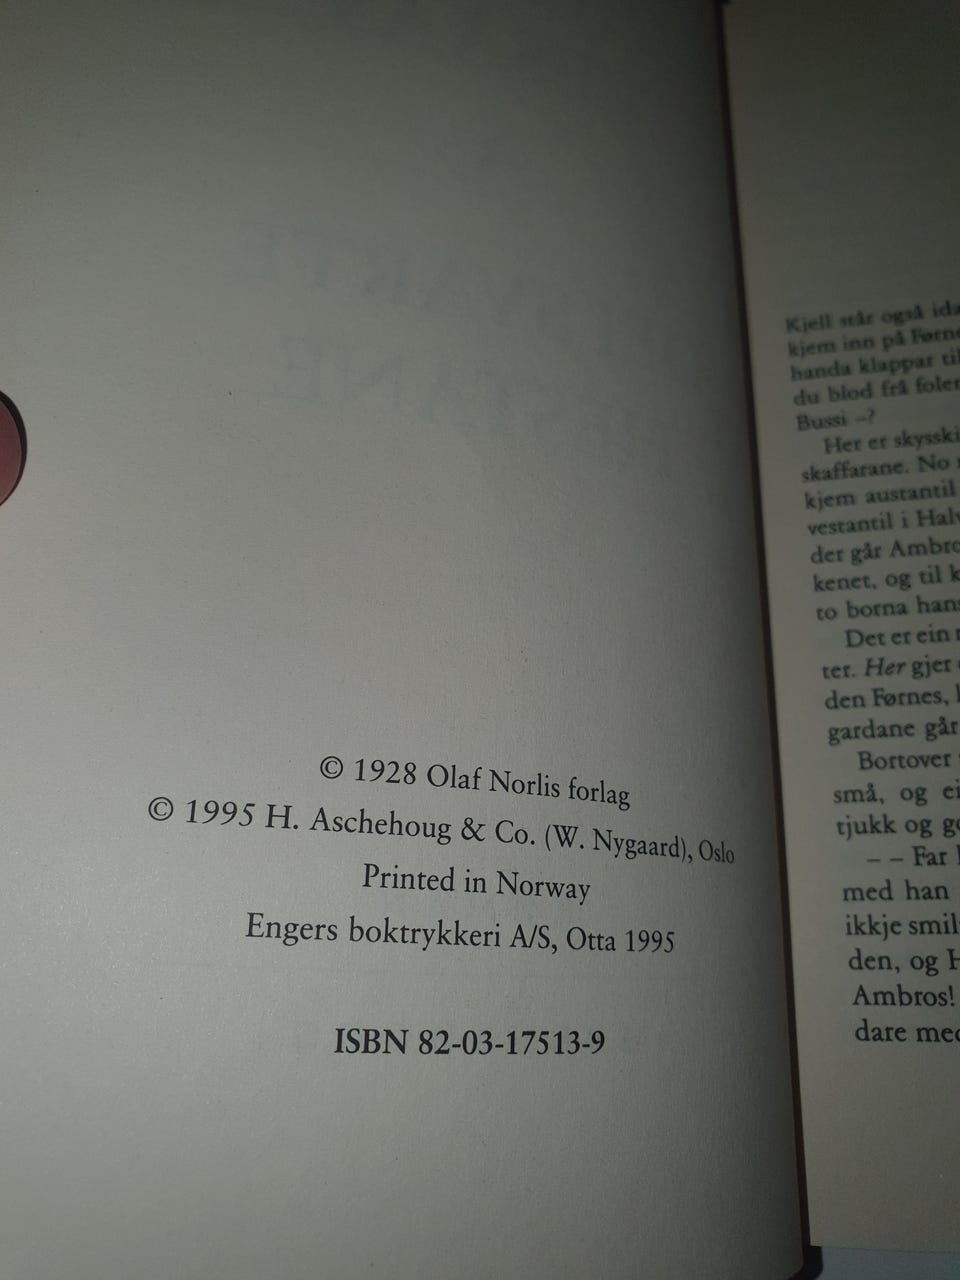 © 1928 Olaf Norlis forlag
© 1995 H. Aschehoug & Co. (W. Nygaard), Oslo
Printed in Norway
Engers boktrykkeri A/S, Otta 1995
ISBN 82-03-17513-9
Kjell står også
kjem inn på
handa klappar
du blod frå
Bussi –?
Her er
skaffarane. No
kjem austantil
vestantil i
der går
kenet, og til
to borna
Det er ein
ter. Her gjer
den Førnes,
gardane går
Bortover
små, og
tjukk og
– – Far
med han
ikkje
den, og
Ambros!
dare